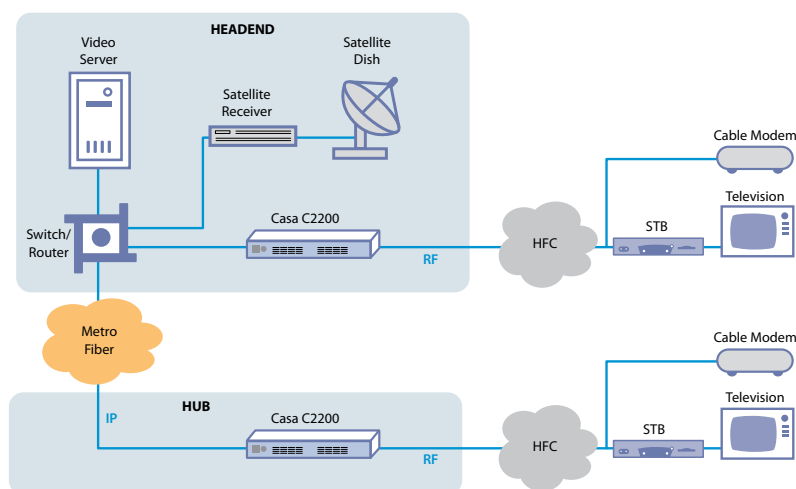 HEADEND
Video
Server
Satellite
Dish
Satellite
Receiver
Cable Modem
Television
Casa C2200
STB
Switch/
Router
HFC
RF
Metro
Fiber
Cable Modem
Television
HUB
IP
Casa C2200
STB
HFC
RF